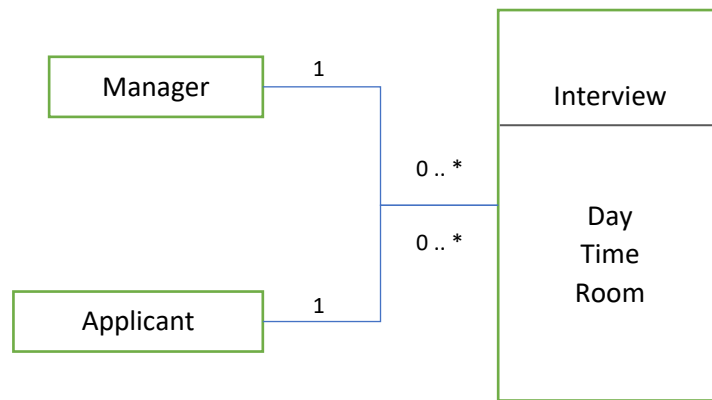 Manager
1
Interview
0 .. *
Day
0 .. *
Time
Room
Applicant
1